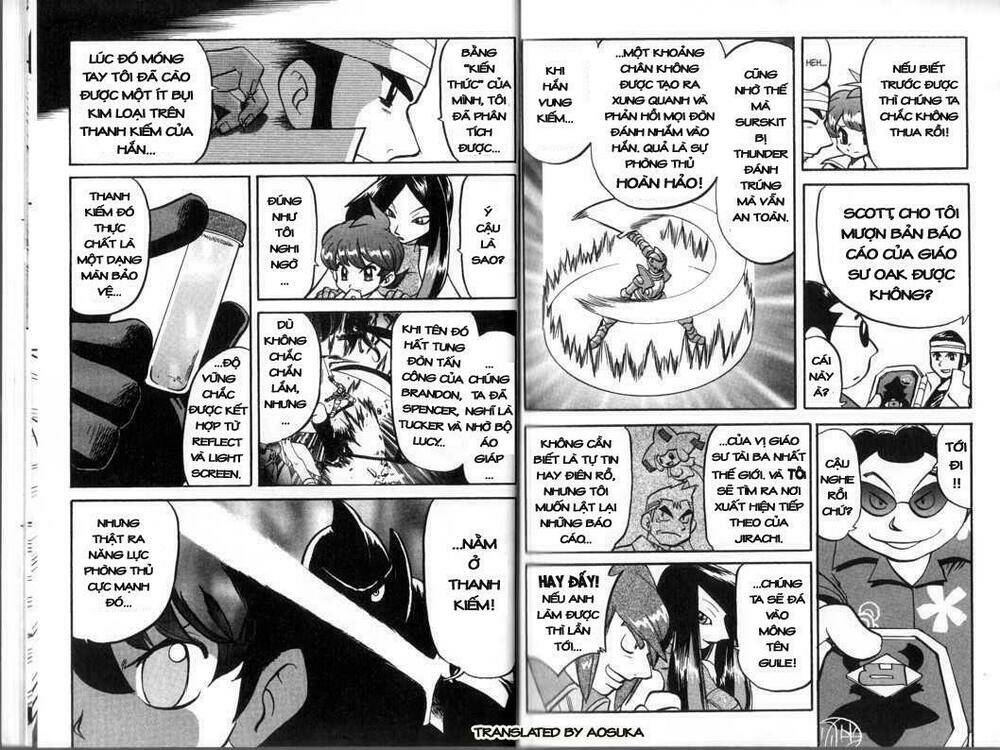 NẾU BIẾT
TRƯỚC ĐƯỢC
THÌ CHÚNG TA
CHẮC KHÔNG
THUA RỒI!
HEH...
SCOTT, CHO TÔI
MƯỢN BẢN BÁO
CÁO CỦA GIÁO
SƯ OAK ĐƯỢC
KHÔNG?
CÁI
NÀY
À?
CŨNG
NHỜ THẾ
MÀ
SURSKIT
BỊ
THUNDER
ĐÁNH
TRÚNG
MÀ VẪN
AN TOÀN.
...MỘT KHOẢNG
CHÂN KHÔNG
ĐƯỢC TẠO RA
XUNG QUANH VÀ
PHẢN HỒI MỌI ĐÒN
ĐÁNH NHẮM VÀO
HẮN. QUẢ LÀ SỰ
PHÒNG THỦ
HOÀN HẢO!
KHI
HẮN
VUNG
KIẾM...
TỚI
ĐI
!!
CẬU
NGHE
RỒI
CHỨ?
...CỦA VỊ GIÁO
SƯ TÀI BA NHẤT
THẾ GIỚI. VÀ TÔI
SẼ TÌM RA NƠI
XUẤT HIỆN TIẾP
THEO CỦA
JIRACHI.
KHÔNG CẦN
BIẾT LÀ TỰ TIN
HAY ĐIÊN RỒ,
NHƯNG TÔI
MUỐN LẬT LẠI
NHỮNG BÁO
CÁO...
...CHÚNG
TA SẼ ĐÁ
VÀO
MÔNG
TÊN
GUILE!
HAY ĐẤY!
NẾU ANH
LÀM ĐƯỢC
THÌ LẦN
TỚI...
BẰNG
“KIẾN
THỨC” CỦA
MÌNH, TÔI
ĐÃ PHÂN
TÍCH
ĐƯỢC...
LÚC ĐÓ MÓNG
TAY TÔI ĐÃ CÀO
ĐƯỢC MỘT ÍT BỤI
KIM LOẠI TRÊN
THANH KIẾM CỦA
HẮN...
Ý
CẬU
LÀ
SAO?
ĐÚNG
NHƯ
TÔI
NGHI
NGỜ
...
THANH
KIẾM ĐÓ
THỰC
CHẤT LÀ
MỘT DẠNG
MÀN BẢO
VỆ...
...ĐỘ
VỮNG
CHẮC
ĐƯỢC KẾT
HỢP TỪ
REFLECT
VÀ LIGHT
SCREEN.
...
CHÚNG
TA ĐÃ
NGHĨ LÀ
NHỜ BỘ
ÁO
GIÁP
...
KHI TÊN ĐÓ
HẤT TUNG
ĐÒN TẤN
CÔNG CỦA
BRANDON,
SPENCER,
TUCKER VÀ
LUCY...
DÙ
KHÔNG
CHẮC
CHẮN
LẮM,
NHƯNG
...
...NẰM
Ở
THANH
KIẾM!
NHƯNG
THẬT RA
NĂNG LỰC
PHÒNG THỦ
CỰC MẠNH
ĐÓ...
TRANSLATED BY AOSUKA